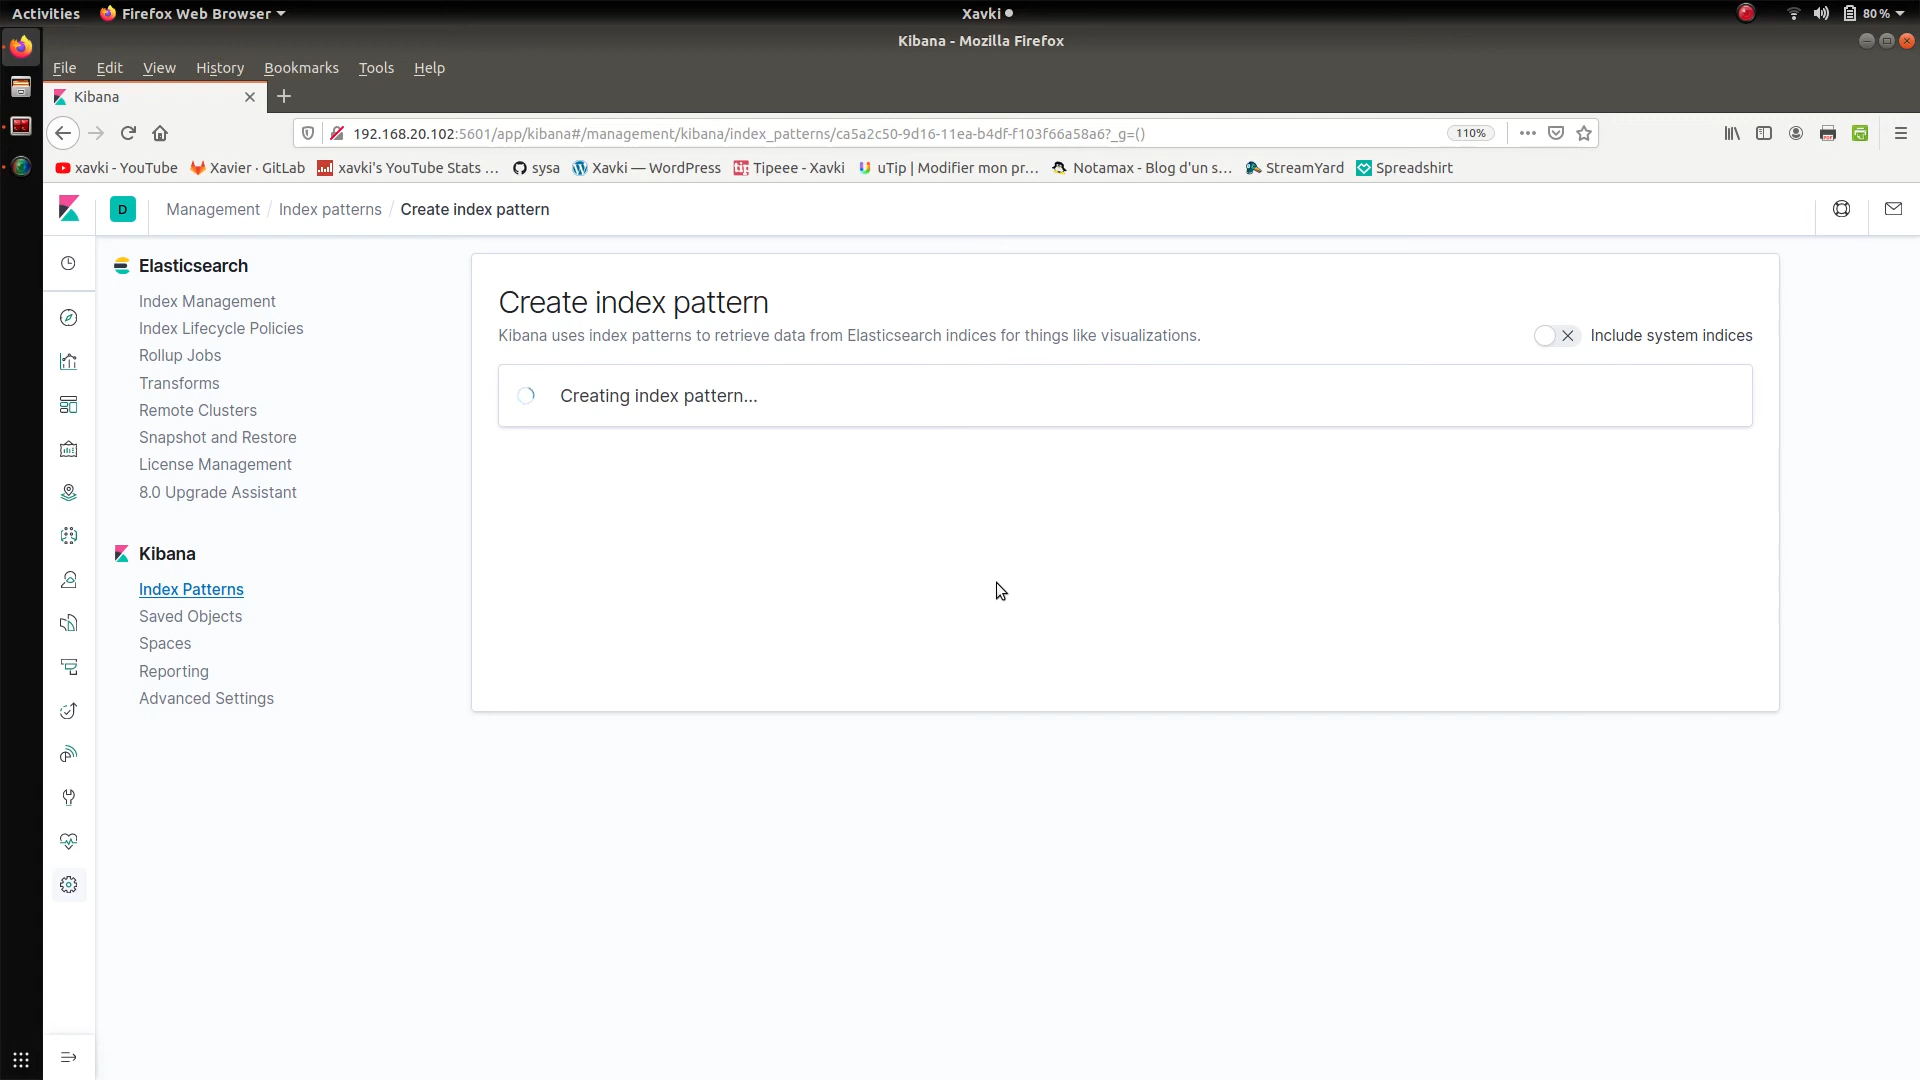 Activities
Firefox Web Browser
Xavki
80 %
Kibana - Mozilla Firefox
File Edit View History Bookmarks Tools Help
Kibana
192.168.20.102:5601/app/kibana#/management/kibana/index_patterns/ca5a2c50-9d16-11ea-b4df-f103f66a58a6?_g=()
110%
xavki - YouTube
Xavier · GitLab
xavki's YouTube Stats ...
sysa
Xavki — WordPress
Tipeee - Xavki
uTip | Modifier mon pr...
Notamax - Blog d'un s...
StreamYard
Spreadshirt
D
Management / Index patterns / Create index pattern
Elasticsearch
Index Management
Index Lifecycle Policies
Rollup Jobs
Transforms
Remote Clusters
Snapshot and Restore
License Management
8.0 Upgrade Assistant
Kibana
Index Patterns
Saved Objects
Spaces
Reporting
Advanced Settings
Create index pattern
Kibana uses index patterns to retrieve data from Elasticsearch indices for things like visualizations.
Include system indices
Creating index pattern...